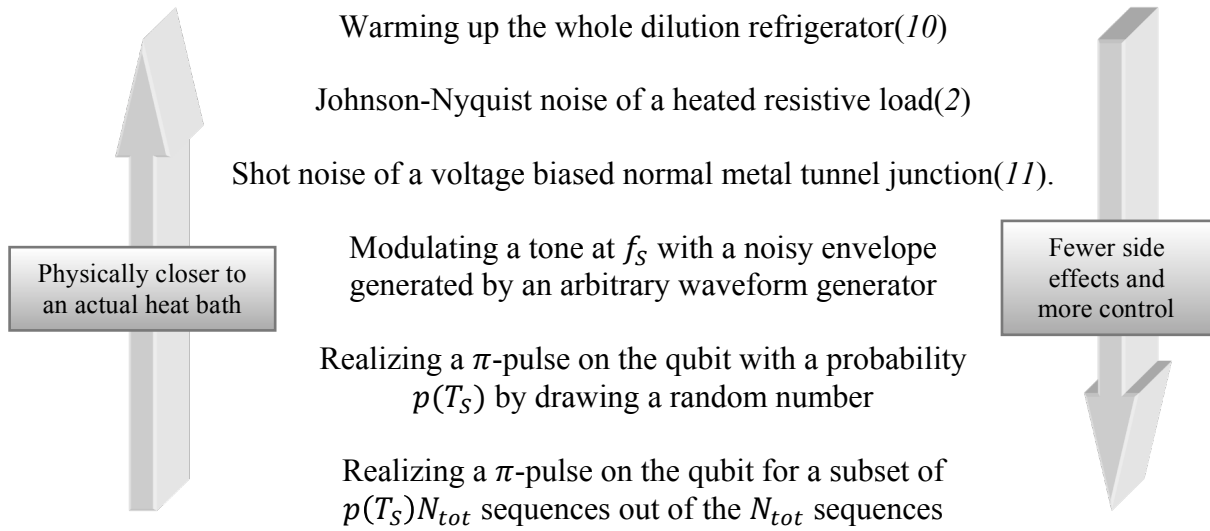 Warming up the whole dilution refrigerator(10)
Johnson-Nyquist noise of a heated resistive load(2)
Shot noise of a voltage biased normal metal tunnel junction(11).
Physically closer to
an actual heat bath
Modulating a tone at f_S with a noisy envelope
generated by an arbitrary waveform generator
Fewer side
effects and
more control
Realizing a π-pulse on the qubit with a probability
p(T_S) by drawing a random number
Realizing a π-pulse on the qubit for a subset of
p(T_S)N_tot sequences out of the N_tot sequences